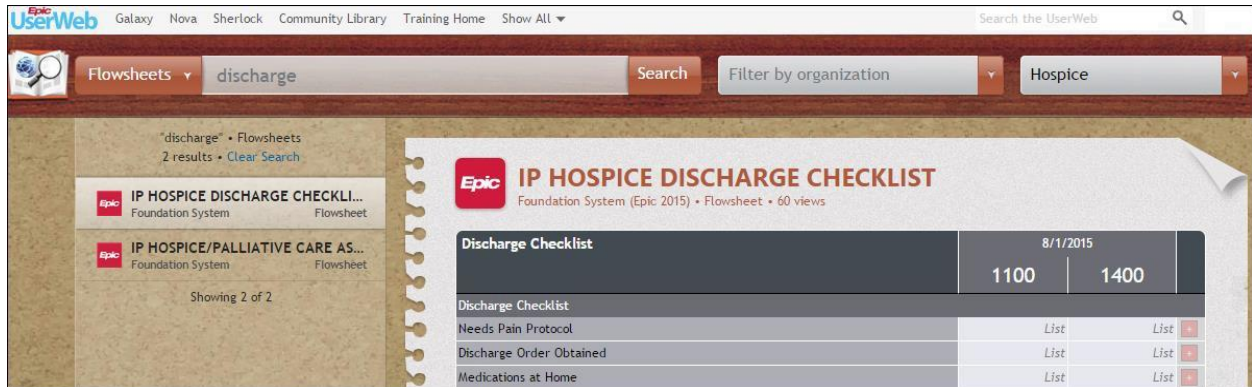 Epic
UserWeb Galaxy Nova Sherlock Community Library Training Home Show All Search the UserWeb
Flowsheets discharge Search Filter by organization Hospice
"discharge" • Flowsheets
2 results • Clear Search
Epic IP HOSPICE DISCHARGE CHECKLI...
Foundation System Flowsheet
Epic IP HOSPICE/PALLIATIVE CARE AS...
Foundation System Flowsheet
Showing 2 of 2
Epic IP HOSPICE DISCHARGE CHECKLIST
Foundation System (Epic 2015) • Flowsheet • 60 views
Discharge Checklist 8/1/2015
1100 1400
Discharge Checklist
Needs Pain Protocol List List +
Discharge Order Obtained List List +
Medications at Home List List +